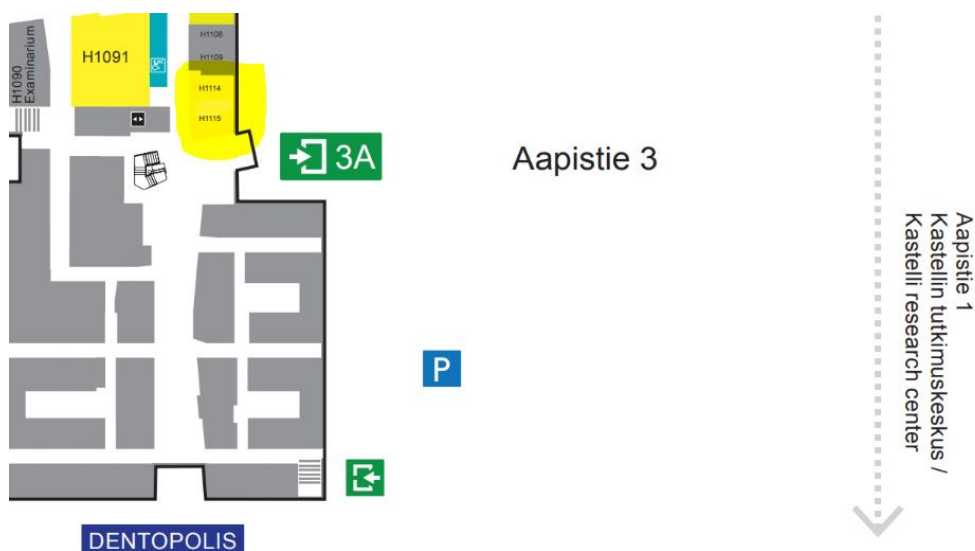 H1090
Examinarium
H1091
H1108
H1109
H1114
H1115
3A
Aapistie 3
Aapistie 1
Kastellin tutkimuskeskus /
Kastelli research center
P
DENTOPOLIS